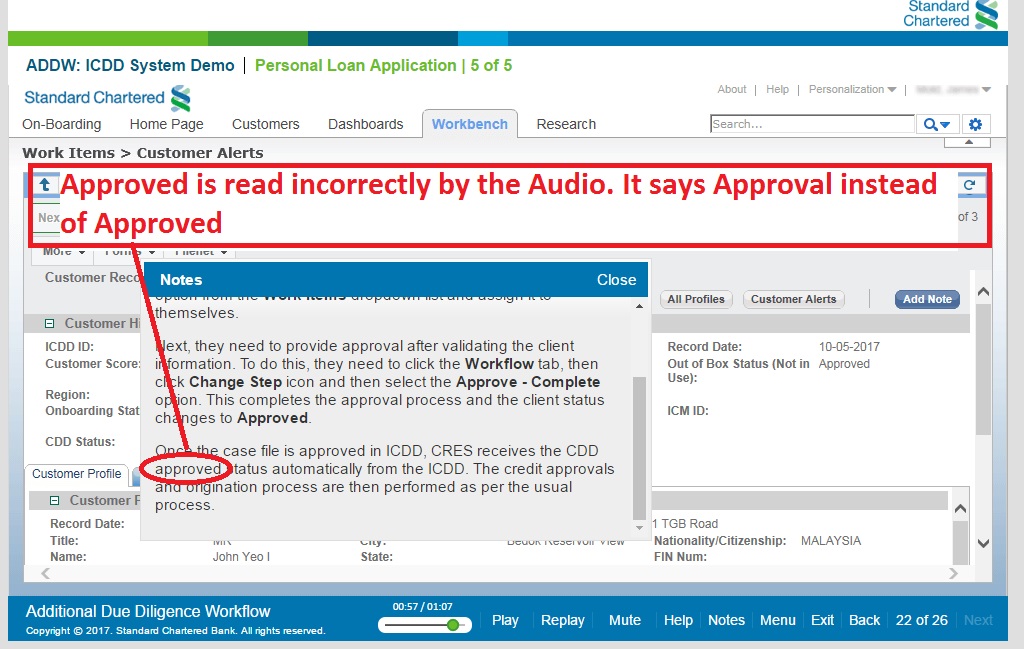 Standard
Chartered
ADDW: ICDD System Demo | Personal Loan Application | 5 of 5
Standard Chartered
About | Help | Personalization |
On-Boarding Home Page Customers Dashboards Workbench Research
Search...
Work Items > Customer Alerts
Approved is read incorrectly by the Audio. It says Approval instead
of Approved
Nex
of 3
More Forms Filenet
Customer Reco
Notes Close
All Profiles Customer Alerts Add Note
option from the Work Items dropdown list and assign it to
themselves.
Customer Hi
Next, they need to provide approval after validating the client
information. To do this, they need to click the Workflow tab, then
click Change Step icon and then select the Approve - Complete
option. This completes the approval process and the client status
changes to Approved.
Once the case file is approved in ICDD, CRES receives the CDD
approved status automatically from the ICDD. The credit approvals
and origination process are then performed as per the usual
process.
ICDD ID:
Customer Score:
Region:
Onboarding Stat
CDD Status:
Record Date: 10-05-2017
Out of Box Status (Not in Approved
Use):
ICM ID:
Customer Profile
Customer P
Record Date: 1 TGB Road
Title: MR City: Bedok Reservoir View Nationality/Citizenship: MALAYSIA
Name: John Yeo I State: FIN Num:
Additional Due Diligence Workflow
Copyright © 2017. Standard Chartered Bank. All rights reserved.
00:57 / 01:07
Play Replay Mute Help Notes Menu Exit Back 22 of 26 Next